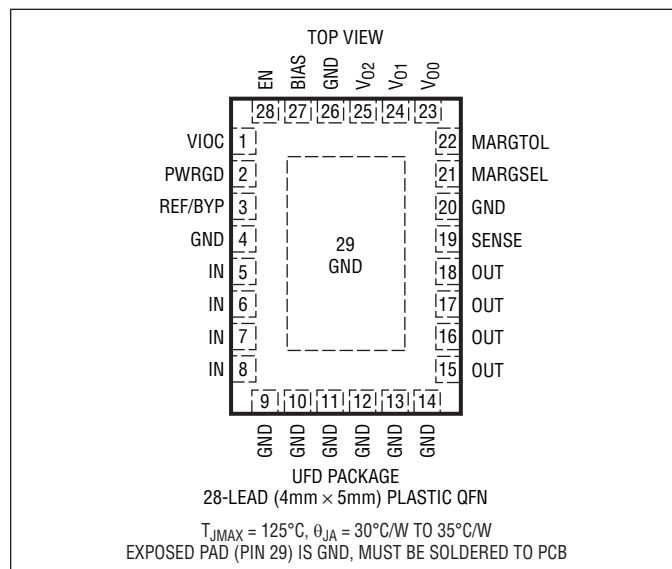 TOP VIEW
EN BIAS GND VO2 VO1 VO0
28 27 26 25 24 23
VIOC 1 22 MARGTOL
PWRGD 2 21 MARGSEL
REF/BYP 3 20 GND
GND 4 19 SENSE
29
GND
IN 5 18 OUT
IN 6 17 OUT
IN 7 16 OUT
IN 8 15 OUT
9 10 11 12 13 14
GND GND GND GND GND GND
UFD PACKAGE
28-LEAD (4mm × 5mm) PLASTIC QFN
TJMAX = 125°C, θJA = 30°C/W TO 35°C/W
EXPOSED PAD (PIN 29) IS GND, MUST BE SOLDERED TO PCB